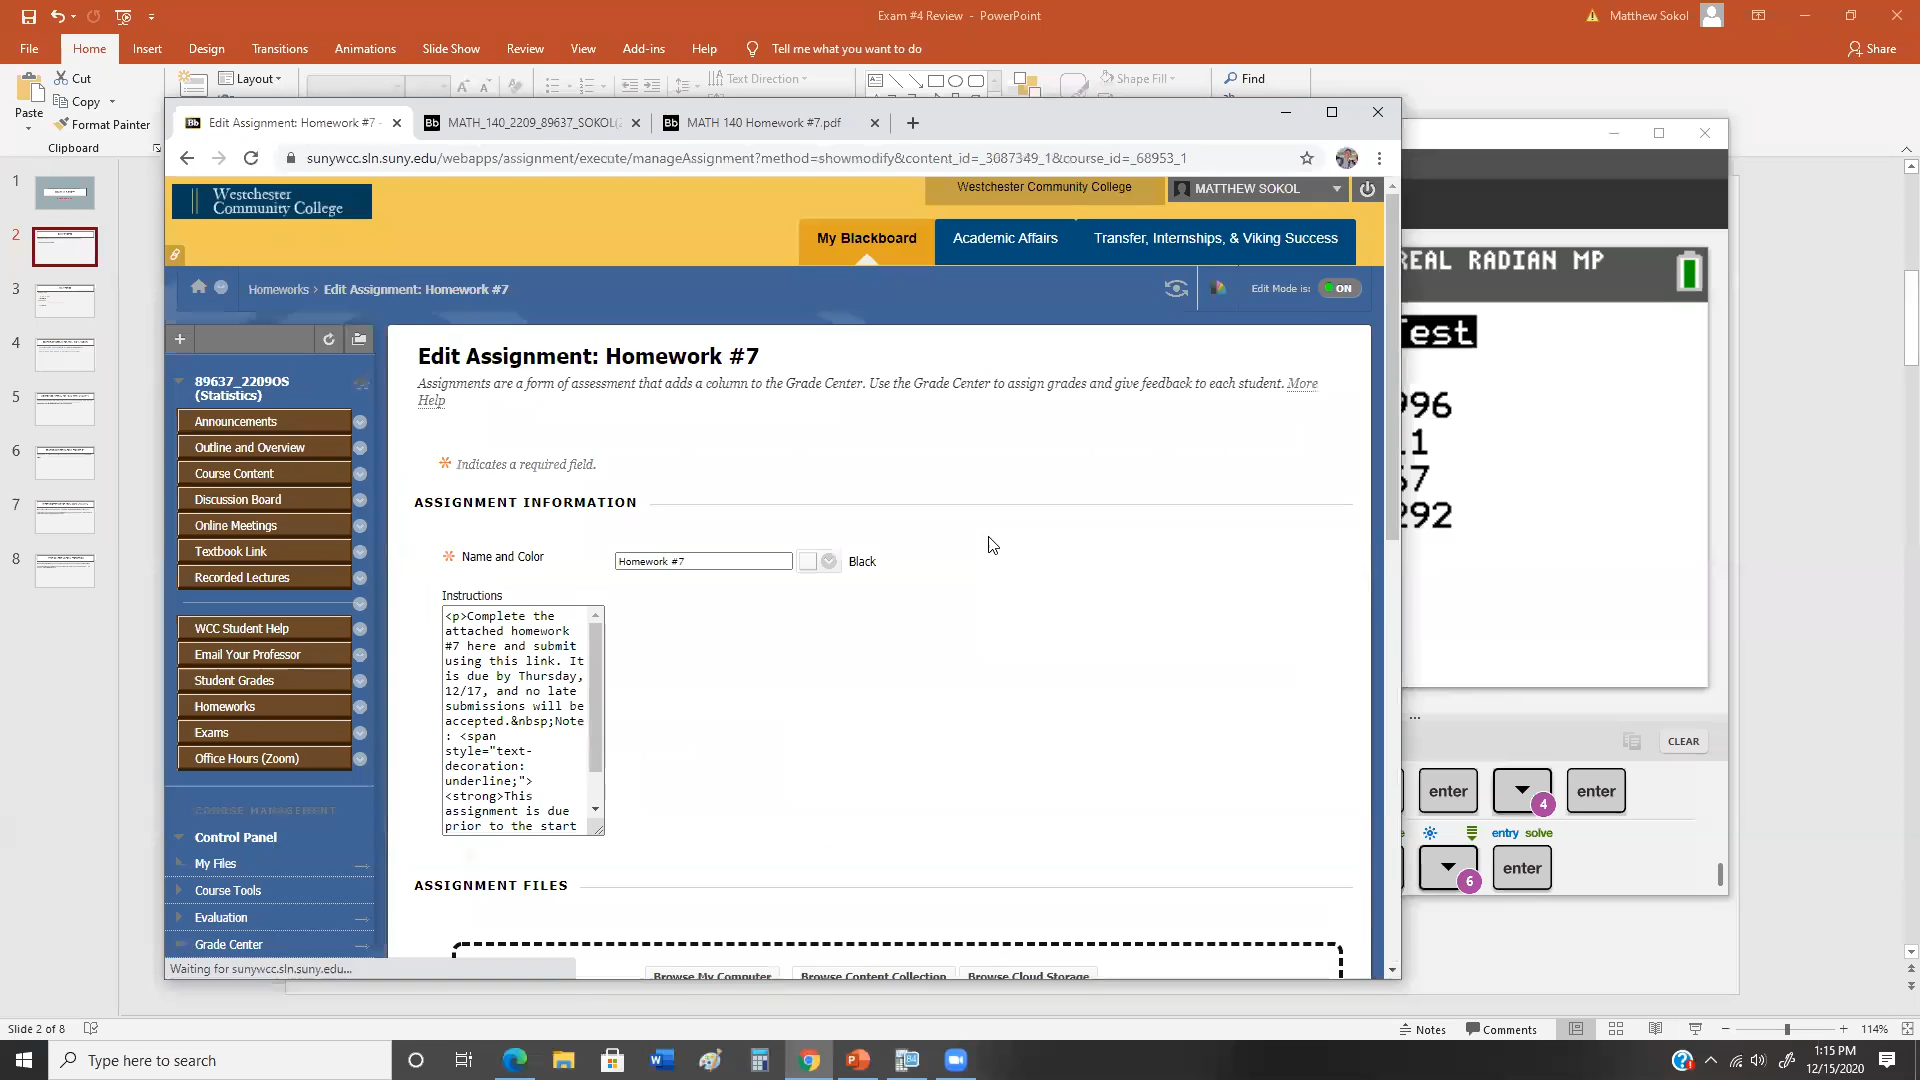 Exam #4 Review - PowerPoint
Matthew Sokol
File Home Insert Design Transitions Animations Slide Show Review View Add-ins Help Tell me what you want to do
Share
Paste
Cut
Copy
Format Painter
Clipboard
Layout
Text Direction
Shape Fill
Find
Edit Assignment: Homework #7 -
MATH_140_2209_89637_SOKOL(2
MATH 140 Homework #7.pdf
sunywcc.sln.suny.edu/webapps/assignment/execute/manageAssignment?method=showmodify&content_id=_3087349_1&course_id=_68953_1
Westchester
Community College
Westchester Community College
MATTHEW SOKOL
My Blackboard
Academic Affairs
Transfer, Internships, & Viking Success
Homeworks > Edit Assignment: Homework #7
Edit Mode is: ON
89637_2209OS
(Statistics)
Announcements
Outline and Overview
Course Content
Discussion Board
Online Meetings
Textbook Link
Recorded Lectures
WCC Student Help
Email Your Professor
Student Grades
Homeworks
Exams
Office Hours (Zoom)
COURSE MANAGEMENT
Control Panel
My Files
Course Tools
Evaluation
Grade Center
Waiting for sunywcc.sln.suny.edu...
Edit Assignment: Homework #7
Assignments are a form of assessment that adds a column to the Grade Center. Use the Grade Center to assign grades and give feedback to each student. More
Help
Indicates a required field.
ASSIGNMENT INFORMATION
Name and Color
Homework #7
Black
Instructions
<p>Complete the
attached homework
#7 here and submit
using this link. It
is due by Thursday,
12/17, and no late
submissions will be
accepted.&nbsp;Note
: <span
style="text-
decoration:
underline;">
<strong>This
assignment is due
prior to the start
ASSIGNMENT FILES
Browse My Computer
Browse Content Collection
Browse Cloud Storage
REAL RADIAN MP
Test
996
11
57
292
CLEAR
enter
4
enter
entry solve
6
enter
1
2
3
4
5
6
7
8
Slide 2 of 8
Notes
Comments
114%
Type here to search
1:15 PM
12/15/2020